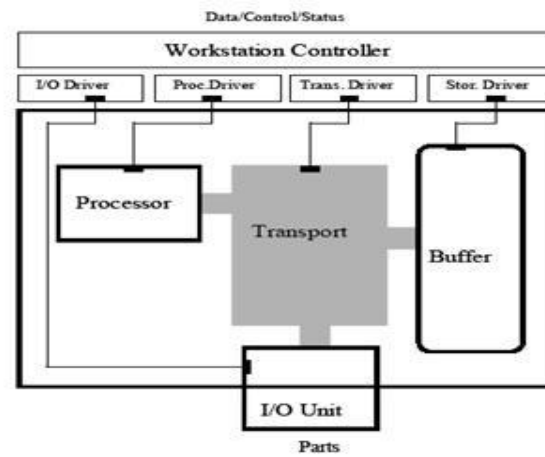 Data/Control/Status
Workstation Controller
I/O Driver
Proc.Driver
Trans. Driver
Stor. Driver
Processor
Transport
Buffer
I/O Unit
Parts